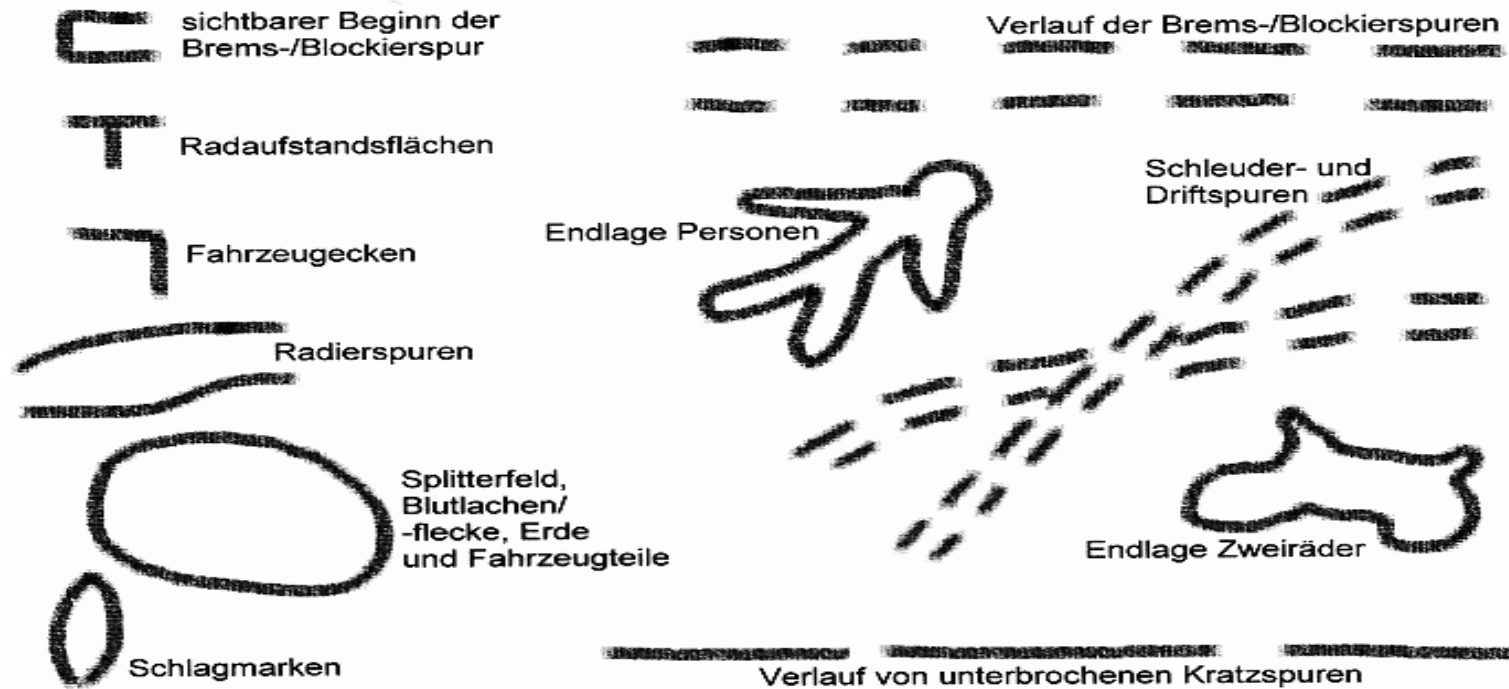 sichtbarer Beginn der
Brems-/Blockierspur
Radaufstandsflächen
Fahrzeugecken
Radierspuren
Splitterfeld,
Blutlachen/
-flecke, Erde
und Fahrzeugteile
Schlagmarken
Verlauf der Brems-/Blockierspuren
Schleuder- und
Driftspuren
Endlage Personen
Endlage Zweiräder
Verlauf von unterbrochenen Kratzspuren